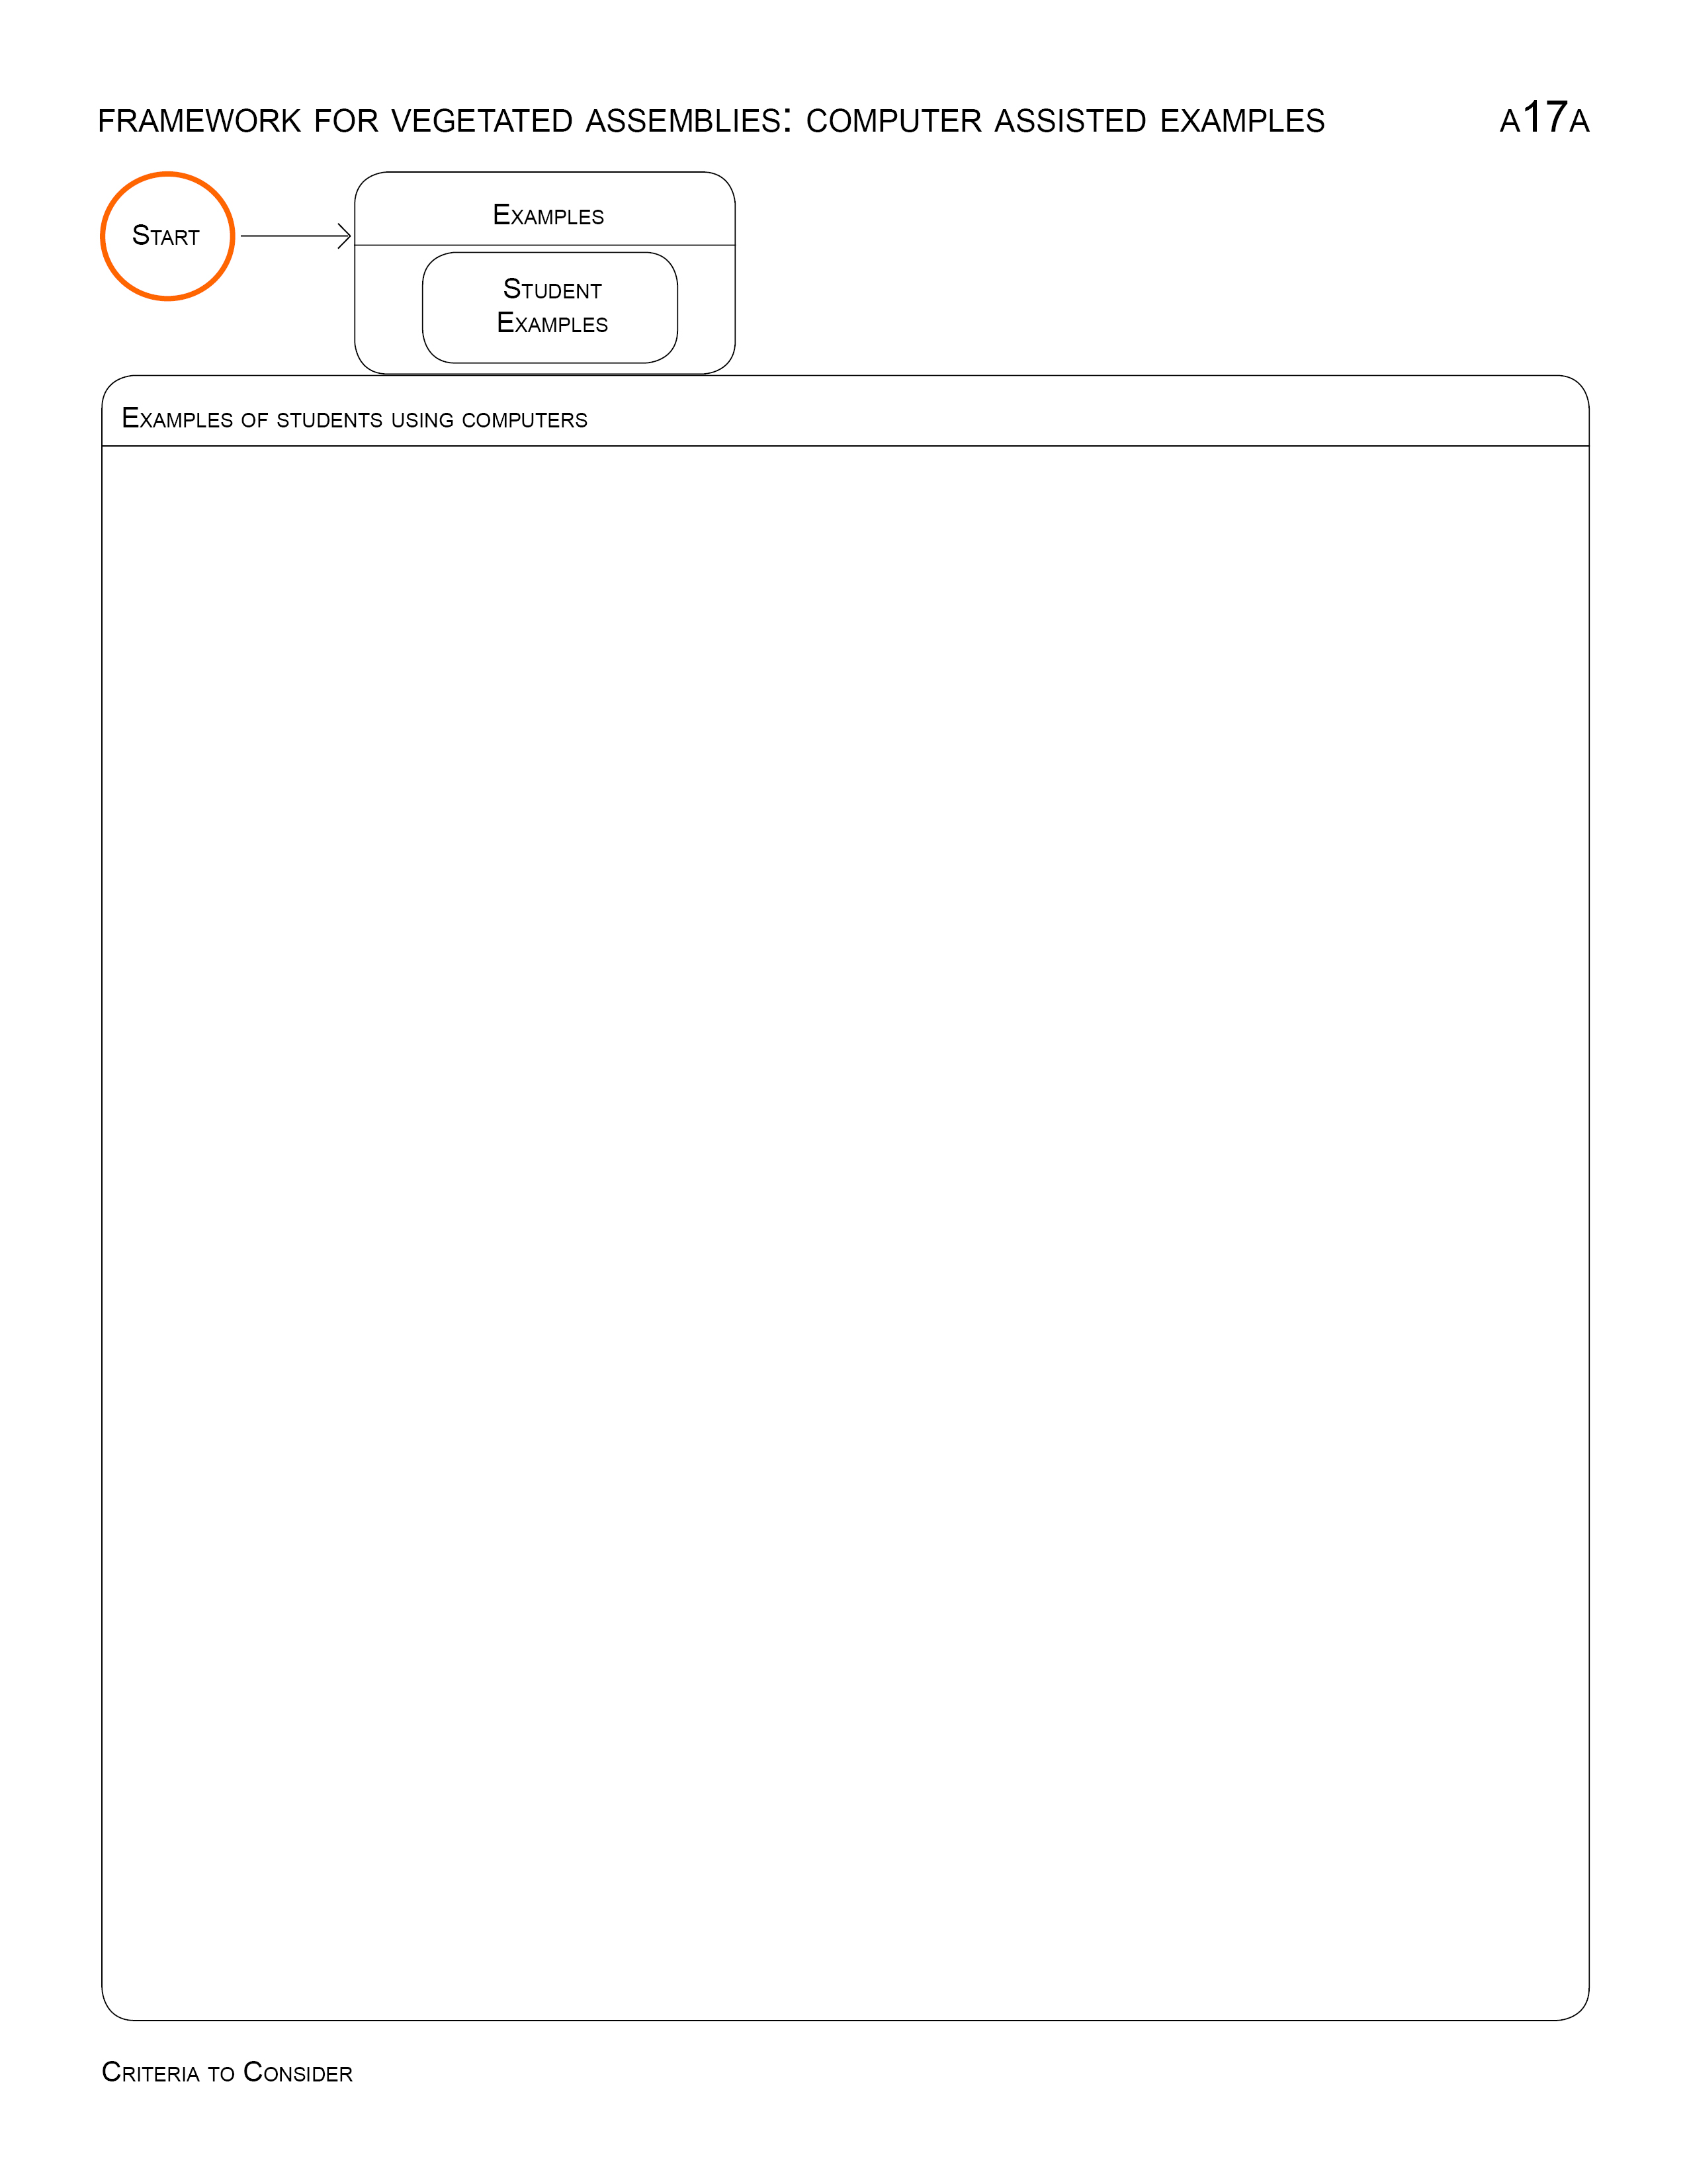 FRAMEWORK FOR VEGETATED ASSEMBLIES: COMPUTER ASSISTED EXAMPLES A17A
START
EXAMPLES
STUDENT
EXAMPLES
EXAMPLES OF STUDENTS USING COMPUTERS
CRITERIA TO CONSIDER